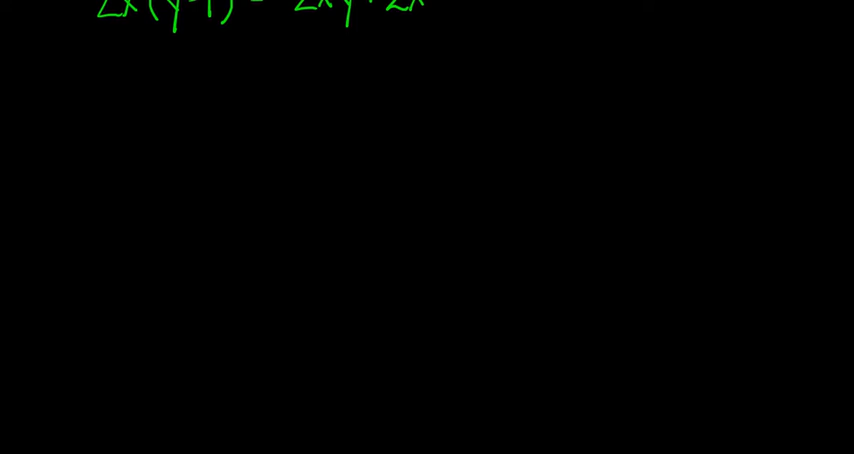 2x(y-1) = 2xy + 2x